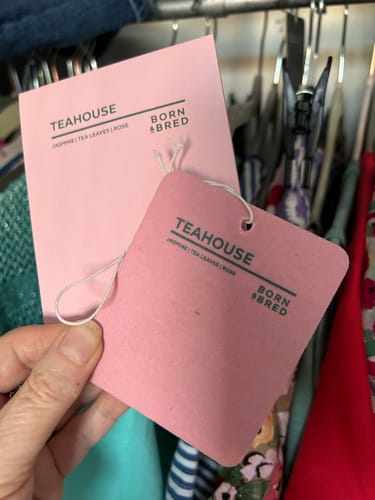 TEAHOUSE
JASMINE | TEA LEAVES | ROSE
BORN
& BRED
TEAHOUSE
JASMINE | TEA LEAVES | ROSE
BORN
& BRED